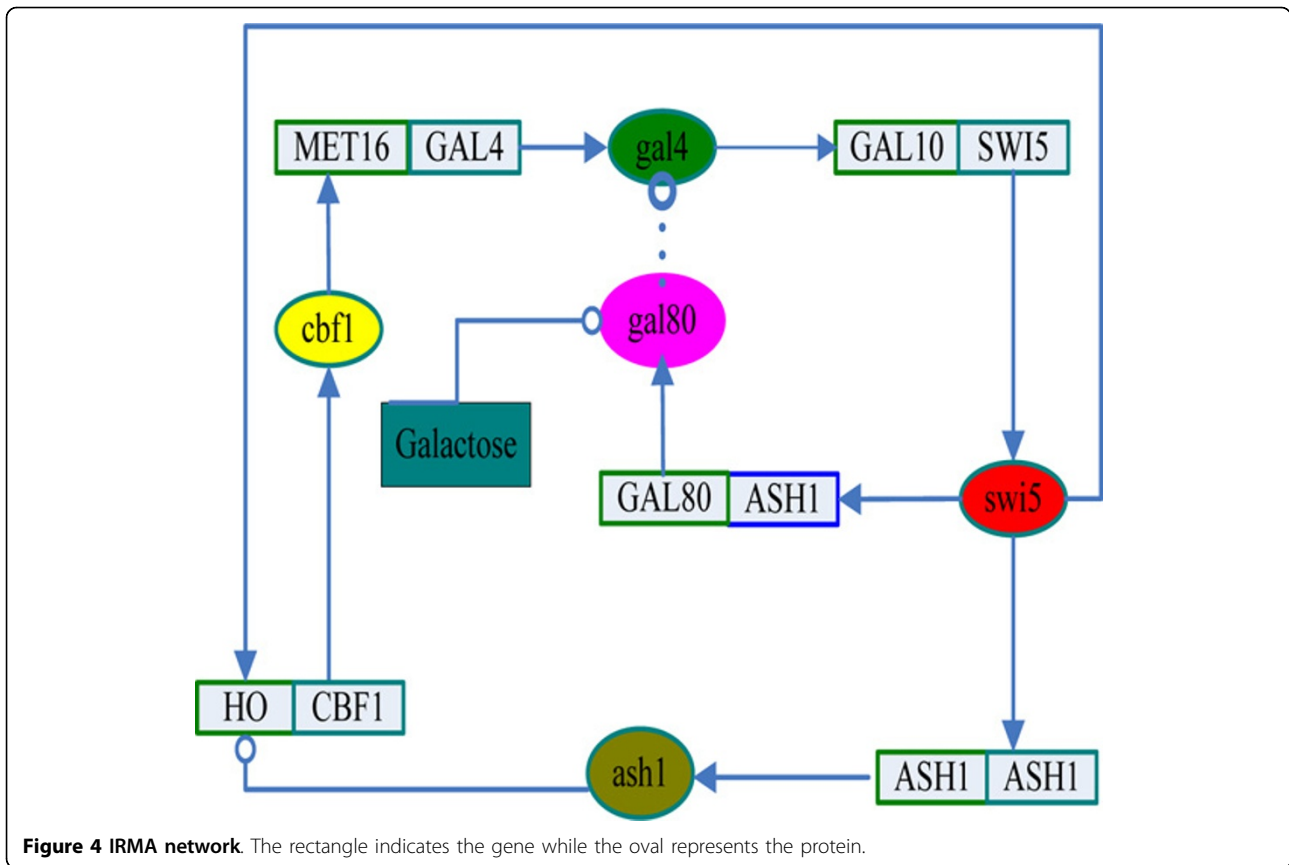 MET16 GAL4 gal4 GAL10 SWI5
cbf1 gal80
Galactose
GAL80 ASH1 swi5
HO CBF1
ash1 ASH1 ASH1
Figure 4 IRMA network. The rectangle indicates the gene while the oval represents the protein.